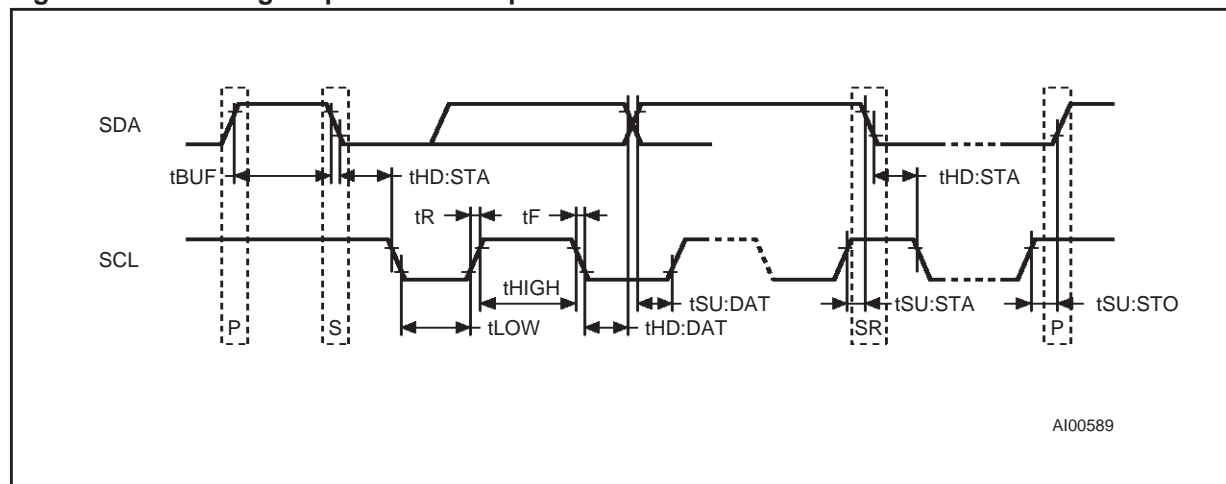 SDA
tBUF tHD:STA tHD:STA
tR tF
SCL
tHIGH tSU:DAT tSU:STA tSU:STO
P S tLOW tHD:DAT SR P
AI00589